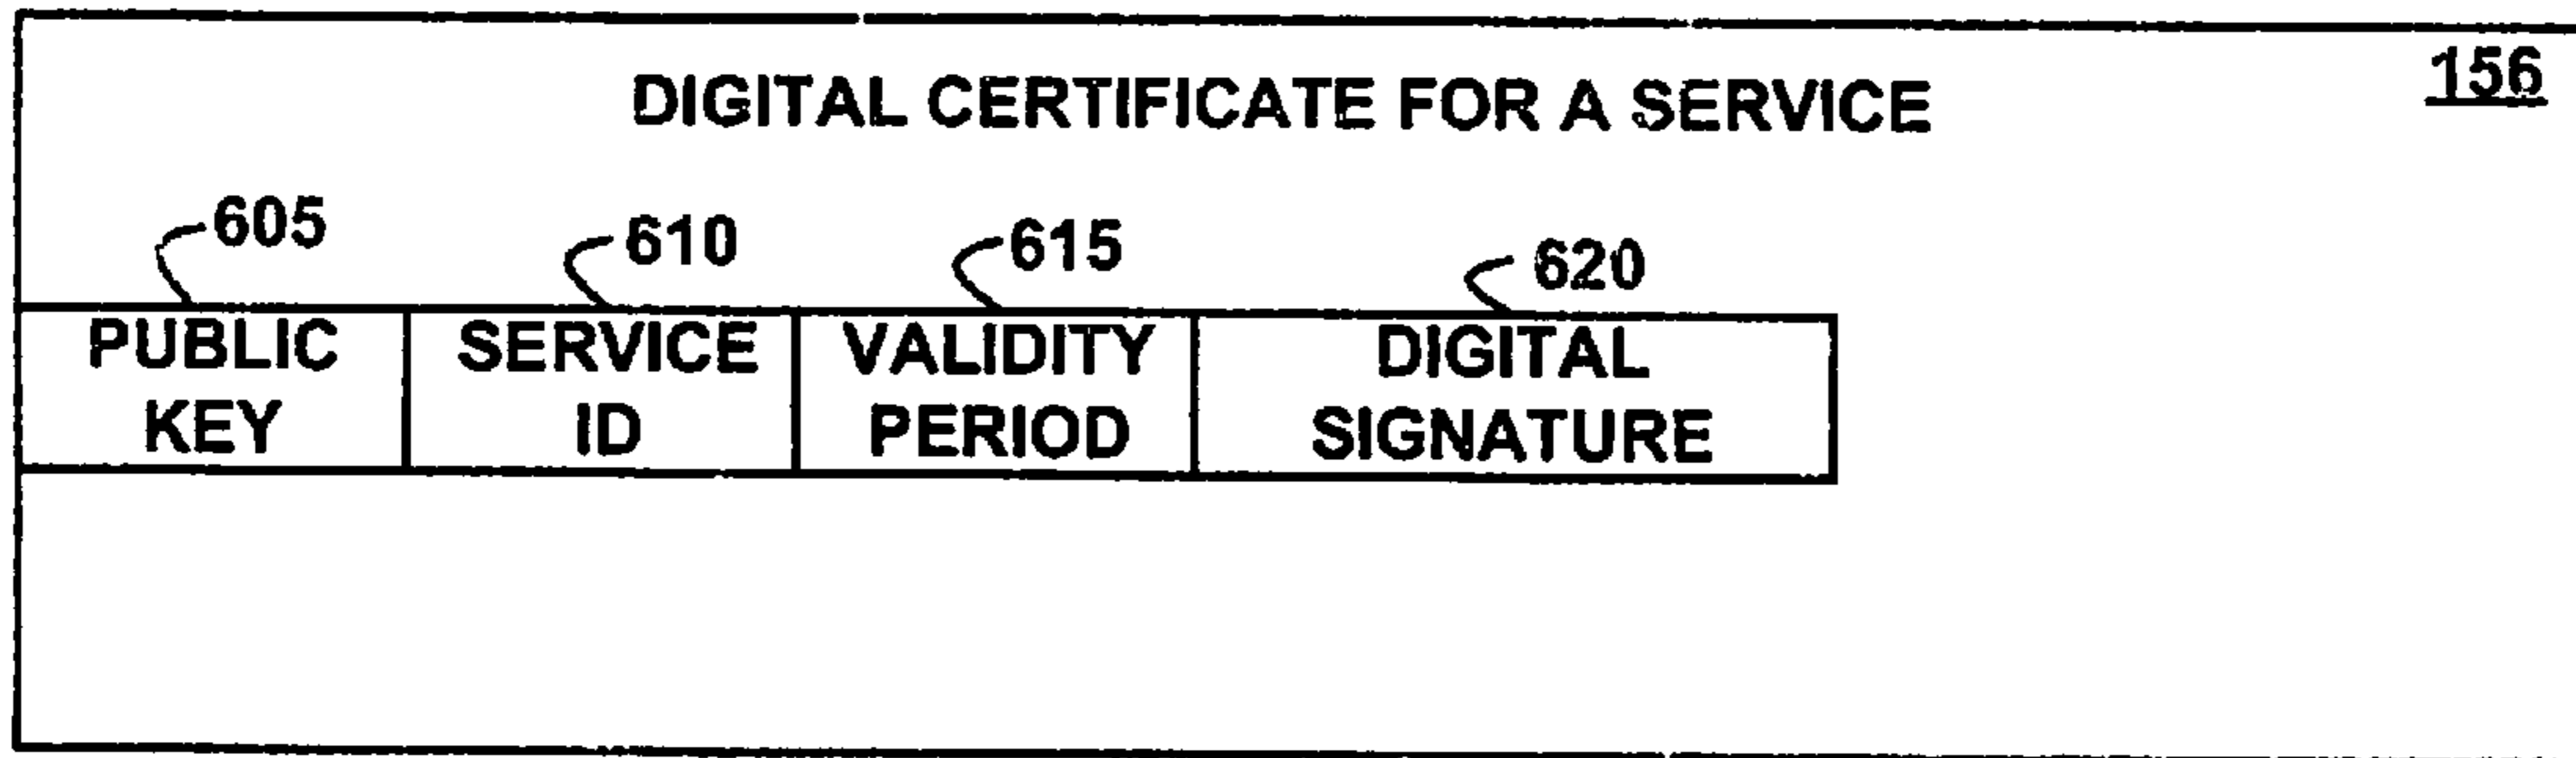 156
DIGITAL CERTIFICATE FOR A SERVICE
605 610 615 620
PUBLIC KEY
SERVICE ID
VALIDITY PERIOD
DIGITAL SIGNATURE